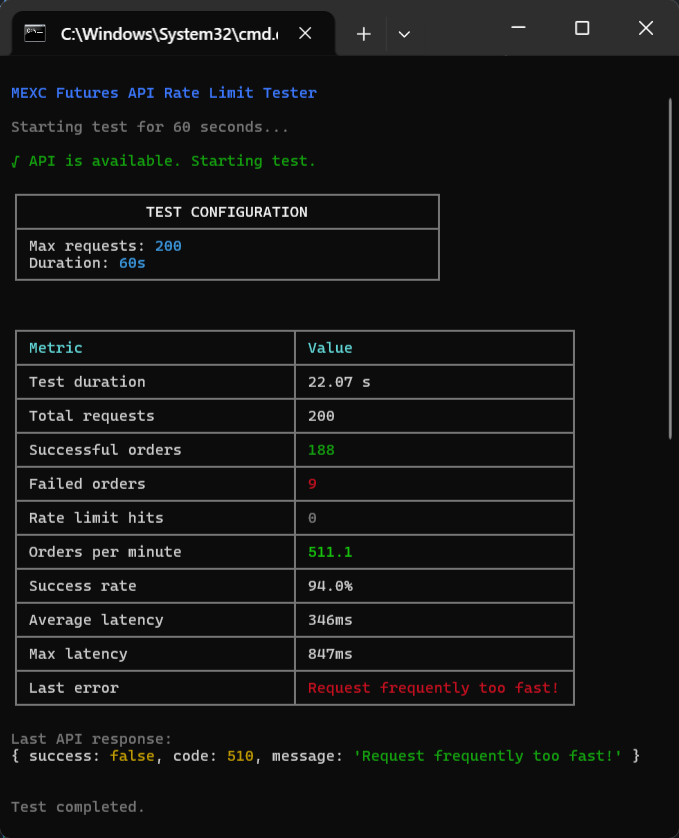 C:\Windows\System32\cmd.e
MEXC Futures API Rate Limit Tester
Starting test for 60 seconds...
√ API is available. Starting test.
TEST CONFIGURATION
Max requests: 200
Duration: 60s
Metric Value
Test duration 22.07 s
Total requests 200
Successful orders 188
Failed orders 9
Rate limit hits 0
Orders per minute 511.1
Success rate 94.0%
Average latency 346ms
Max latency 847ms
Last error Request frequently too fast!
Last API response:
{ success: false, code: 510, message: 'Request frequently too fast!' }
Test completed.